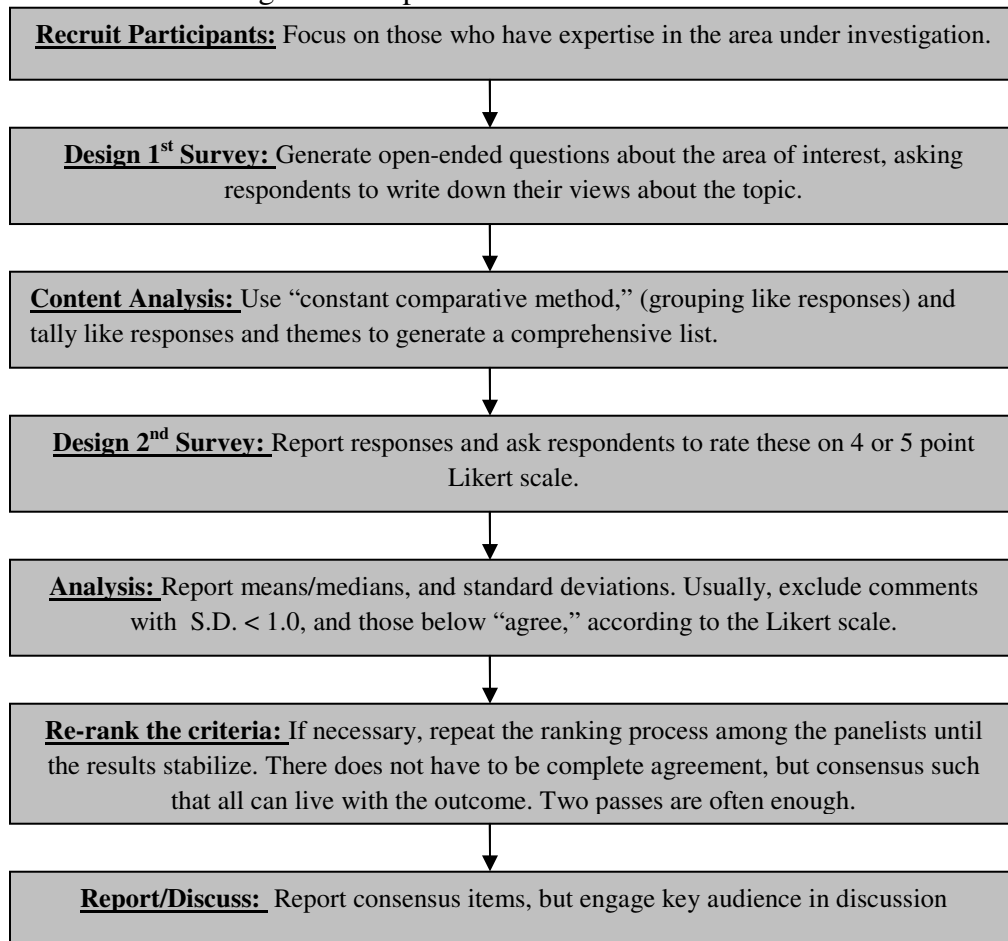 Recruit Participants: Focus on those who have expertise in the area under investigation.
Design 1st Survey: Generate open-ended questions about the area of interest, asking
respondents to write down their views about the topic.
Content Analysis: Use “constant comparative method,” (grouping like responses) and
tally like responses and themes to generate a comprehensive list.
Design 2nd Survey: Report responses and ask respondents to rate these on 4 or 5 point
Likert scale.
Analysis: Report means/medians, and standard deviations. Usually, exclude comments
with S.D. < 1.0, and those below “agree,” according to the Likert scale.
Re-rank the criteria: If necessary, repeat the ranking process among the panelists until
the results stabilize. There does not have to be complete agreement, but consensus such
that all can live with the outcome. Two passes are often enough.
Report/Discuss: Report consensus items, but engage key audience in discussion